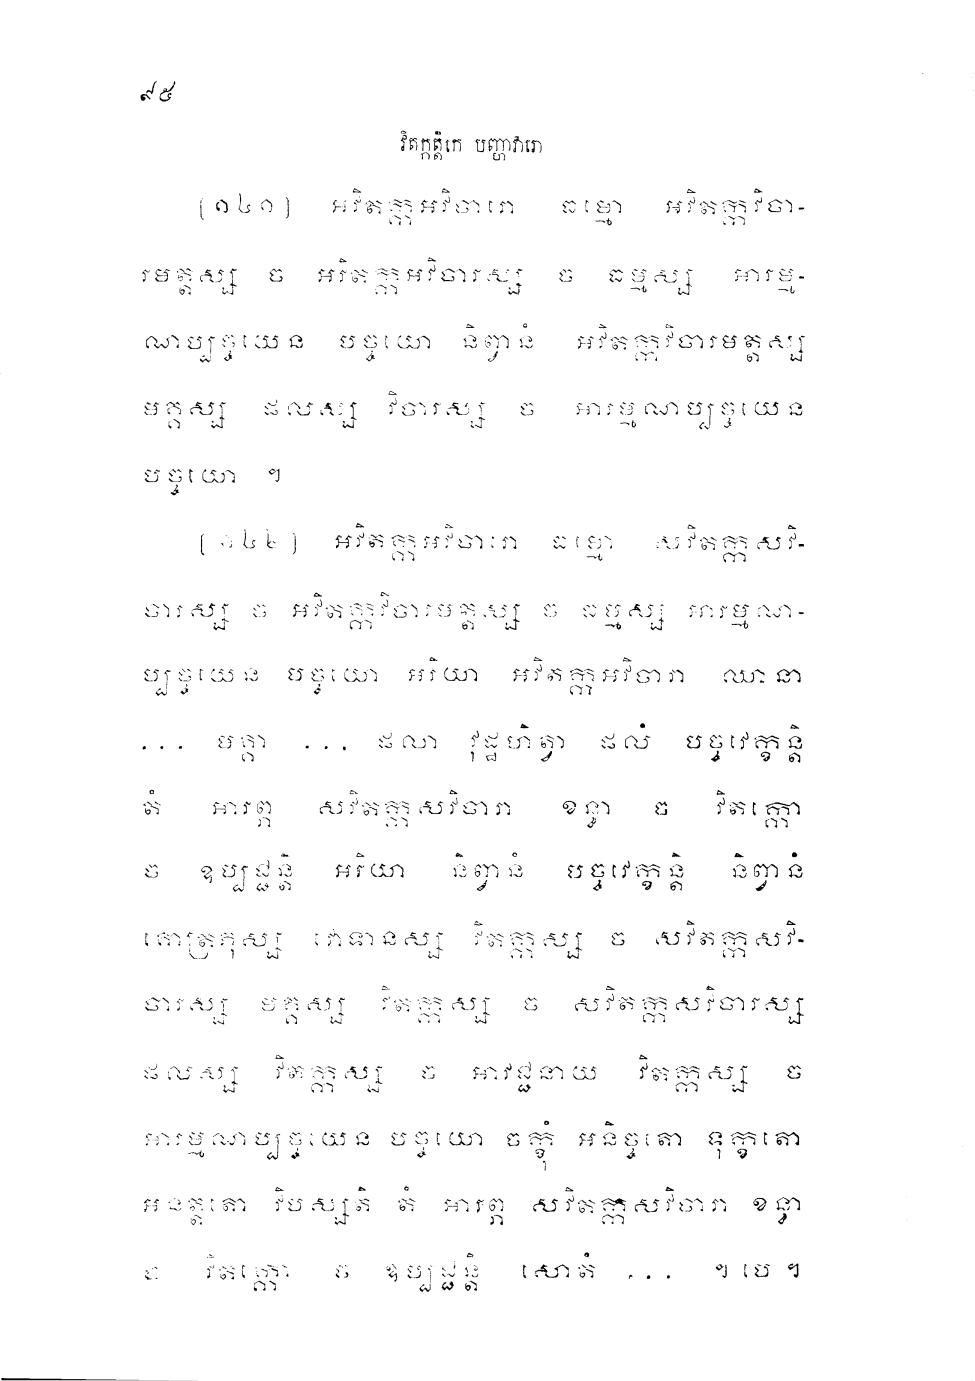 ៩៥
វិតក្កត្តិកេ បញ្ហាវារោ
(១៤១) អវិតក្កអវិចារោ ធម្មោ អវិតក្កវិចា-
រមត្តស្ស ច អវិតក្កអវិចារស្ស ច ធម្មស្ស អារម្ម-
ណប្បច្ចយេន បច្ចយោ និព្វានំ អវិតក្កវិចារមត្តស្ស
មគ្គស្ស ផលស្ស វិចារស្ស ច អារម្មណប្បច្ចយេន
បច្ចយោ ។
(១៤២) អវិតក្កអវិចារោ ធម្មោ សវិតក្កសវិ-
ចារស្ស ច អវិតក្កវិចារមត្តស្ស ច ធម្មស្ស អារម្មណ-
ប្បច្ចយេន បច្ចយោ អរិយា អវិតក្កអវិចារា ឈានា
... មគ្គា ... ផលា វុដ្ឋហិត្វា ផលំ បច្ចវេក្ខន្តិ
តំ អារព្ភ សវិតក្កសវិចារា ខន្ធា ច វិតក្កោ
ច ឧប្បជ្ជន្តិ អរិយា និព្វានំ បច្ចវេក្ខន្តិ និព្វានំ
គោត្រភុស្ស វោទានស្ស វិតក្កស្ស ច សវិតក្កសវិ-
ចារស្ស មគ្គស្ស វិតក្កស្ស ច សវិតក្កសវិចារស្ស
ផលស្ស វិតក្កស្ស ច អាវជ្ជនាយ វិតក្កស្ស ច
អារម្មណប្បច្ចយេន បច្ចយោ ចក្ខុំ អនិច្ចតោ ទុក្ខតោ
អនត្តតោ វិបស្សតិ តំ អារព្ភ សវិតក្កសវិចារា ខន្ធា
ច វិតក្កោ ច ឧប្បជ្ជន្តិ សោតំ ... ។ បេ ។